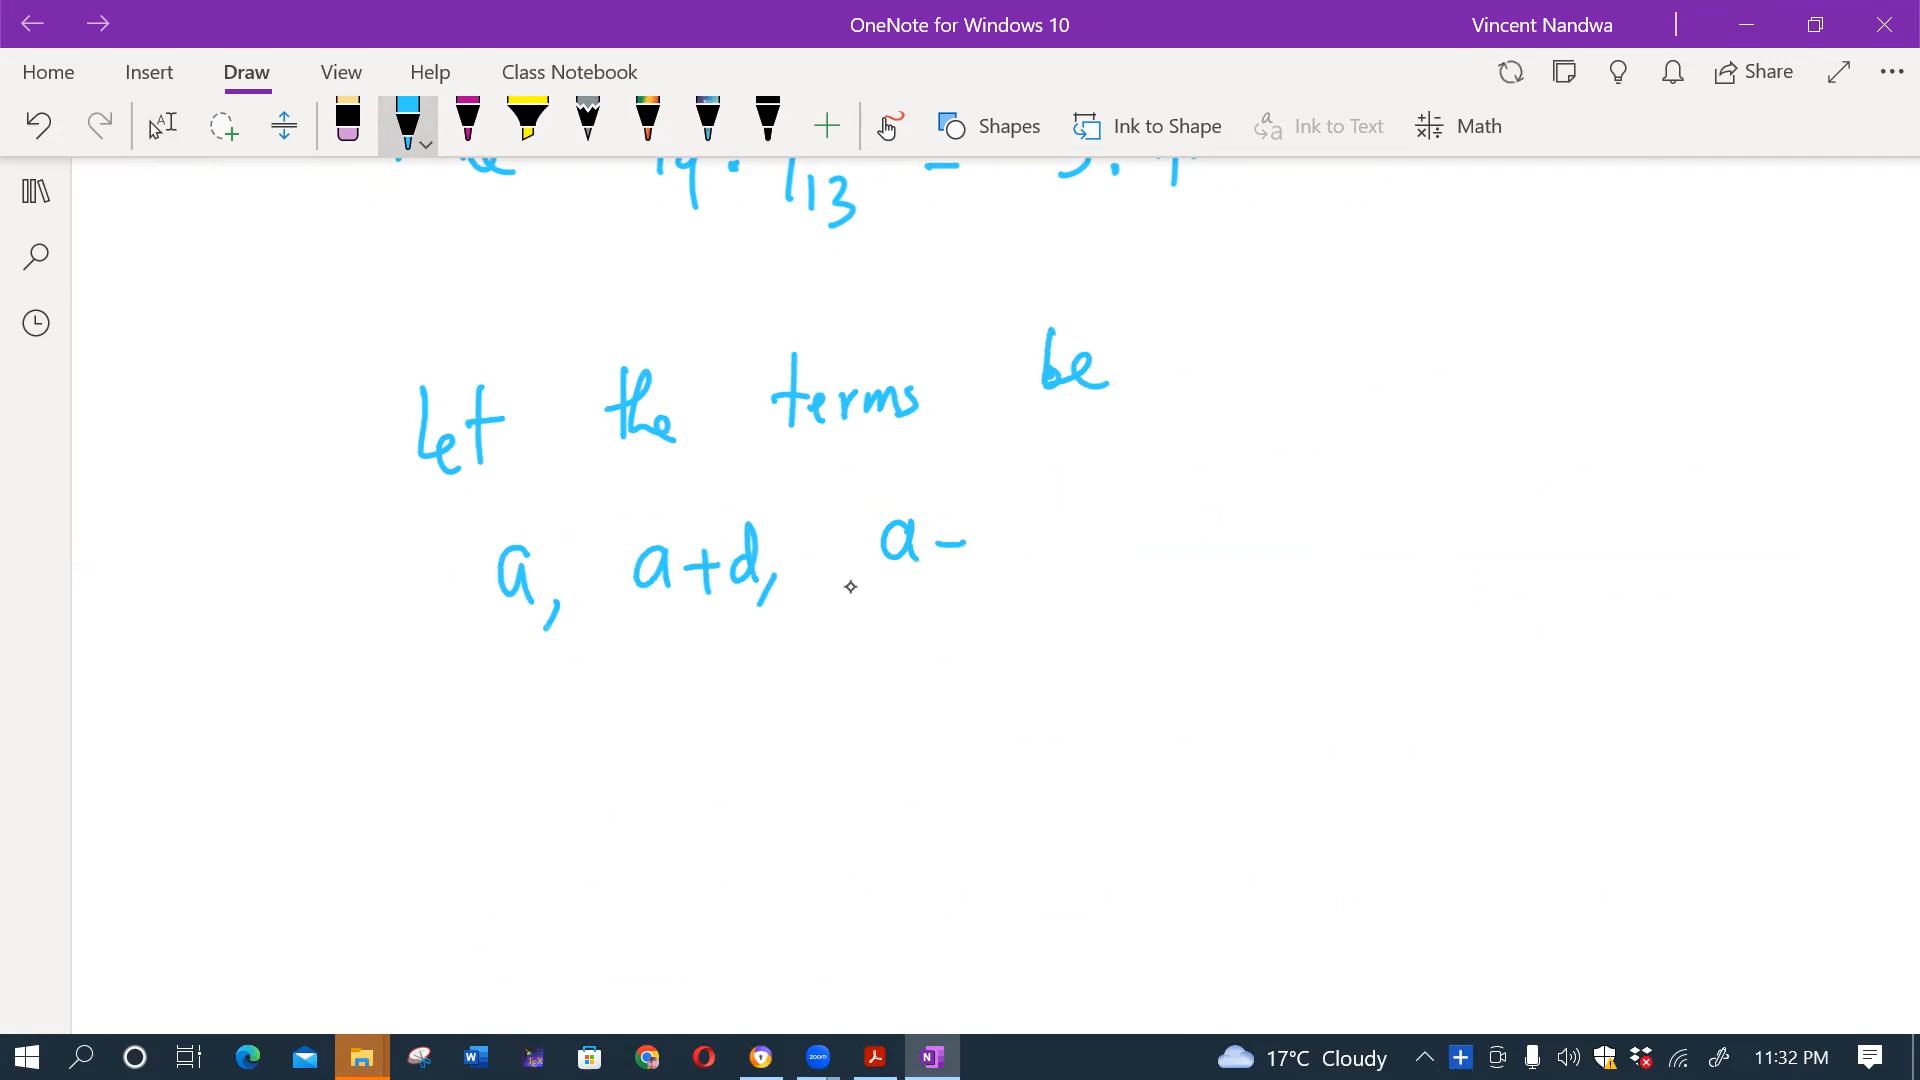 OneNote for Windows 10
Vincent Nandwa
Home Insert Draw View Help Class Notebook Share
Shapes Ink to Shape Ink to Text Math
Let the terms be
a, a+d, a-
17°C Cloudy 11:32 PM